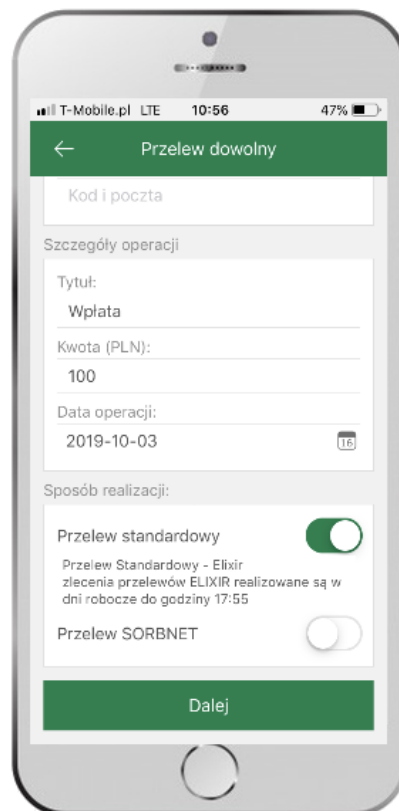 T-Mobile.pl LTE 10:56 47%
Przelew dowolny
Kod i poczta
Szczegóły operacji
Tytuł:
Wpłata
Kwota (PLN):
100
Data operacji:
2019-10-03
16
Sposób realizacji:
Przelew standardowy
Przelew Standardowy - Elixir
zlecenia przelewów ELIXIR realizowane są w
dni robocze do godziny 17:55
Przelew SORBNET
Dalej